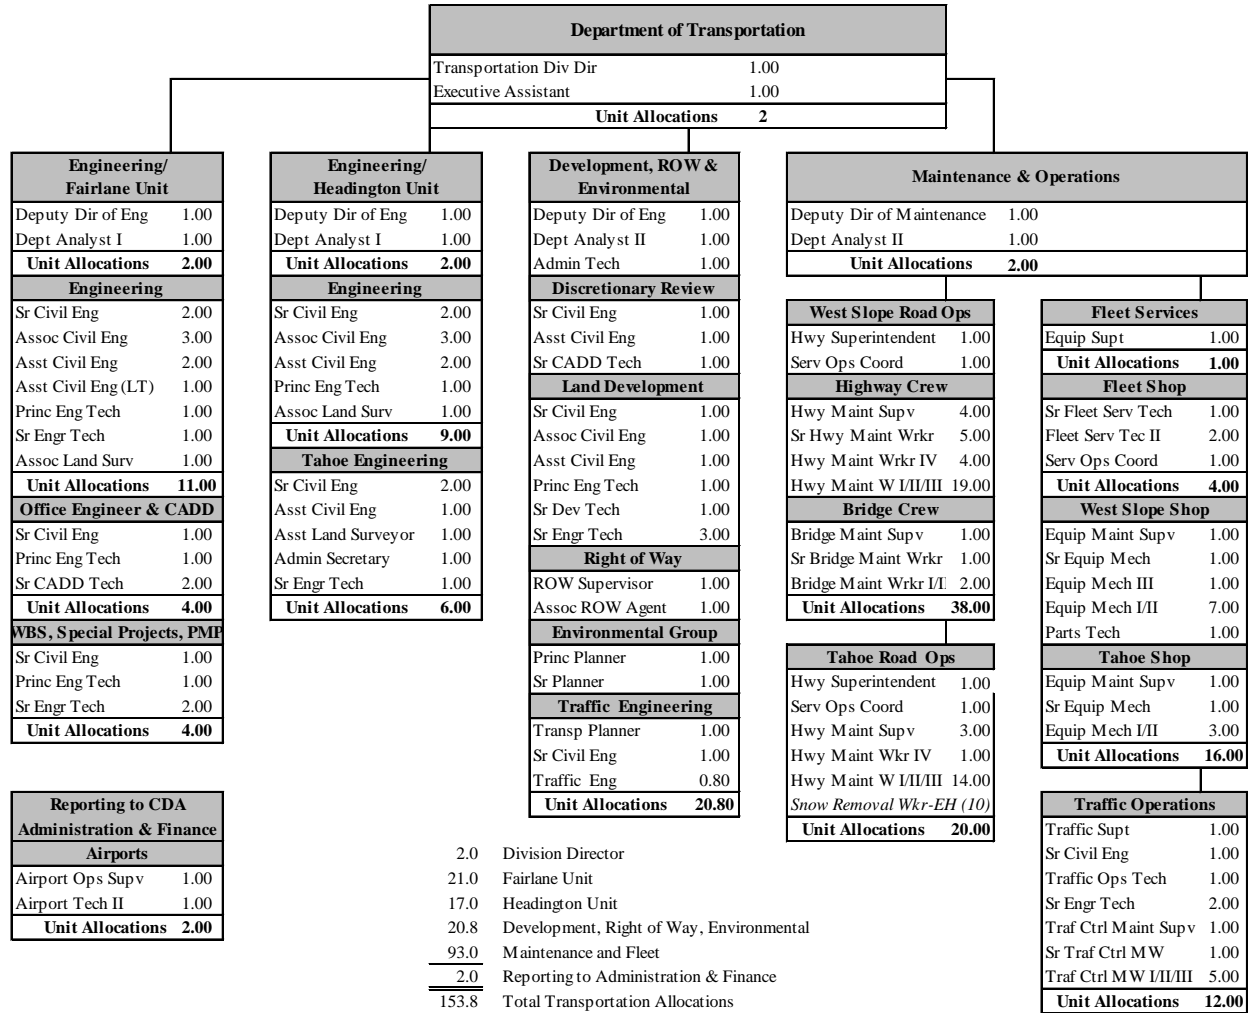 Department of Transportation
Transportation Div Dir 1.00
Executive Assistant 1.00
Unit Allocations 2
Engineering/
Fairlane Unit
Deputy Dir of Eng 1.00
Dept Analyst I 1.00
Unit Allocations 2.00
Engineering
Sr Civil Eng 2.00
Assoc Civil Eng 3.00
Asst Civil Eng 2.00
Asst Civil Eng (LT) 1.00
Princ Eng Tech 1.00
Sr Engr Tech 1.00
Assoc Land Surv 1.00
Unit Allocations 11.00
Office Engineer & CADD
Sr Civil Eng 1.00
Princ Eng Tech 1.00
Sr CADD Tech 2.00
Unit Allocations 4.00
WBS, Special Projects, PMP
Sr Civil Eng 1.00
Princ Eng Tech 1.00
Sr Engr Tech 2.00
Unit Allocations 4.00
Reporting to CDA
Administration & Finance
Airports
Airport Ops Supv 1.00
Airport Tech II 1.00
Unit Allocations 2.00
Engineering/
Headington Unit
Deputy Dir of Eng 1.00
Dept Analyst I 1.00
Unit Allocations 2.00
Engineering
Sr Civil Eng 2.00
Assoc Civil Eng 3.00
Asst Civil Eng 2.00
Princ Eng Tech 1.00
Assoc Land Surv 1.00
Unit Allocations 9.00
Tahoe Engineering
Sr Civil Eng 2.00
Asst Civil Eng 1.00
Asst Land Surveyor 1.00
Admin Secretary 1.00
Sr Engr Tech 1.00
Unit Allocations 6.00
Development, ROW &
Environmental
Deputy Dir of Eng 1.00
Dept Analyst II 1.00
Admin Tech 1.00
Discretionary Review
Sr Civil Eng 1.00
Asst Civil Eng 1.00
Sr CADD Tech 1.00
Land Development
Sr Civil Eng 1.00
Assoc Civil Eng 1.00
Asst Civil Eng 1.00
Princ Eng Tech 1.00
Sr Dev Tech 1.00
Sr Engr Tech 3.00
Right of Way
ROW Supervisor 1.00
Assoc ROW Agent 1.00
Environmental Group
Princ Planner 1.00
Sr Planner 1.00
Traffic Engineering
Transp Planner 1.00
Sr Civil Eng 1.00
Traffic Eng 0.80
Unit Allocations 20.80
Maintenance & Operations
Deputy Dir of Maintenance 1.00
Dept Analyst II 1.00
Unit Allocations 2.00
West Slope Road Ops
Hwy Superintendent 1.00
Serv Ops Coord 1.00
Highway Crew
Hwy Maint Supv 4.00
Sr Hwy Maint Wrkr 5.00
Hwy Maint Wrkr IV 4.00
Hwy Maint W I/II/III 19.00
Bridge Crew
Bridge Maint Supv 1.00
Sr Bridge Maint Wrkr 1.00
Bridge Maint Wrkr I/I 2.00
Unit Allocations 38.00
Tahoe Road Ops
Hwy Superintendent 1.00
Serv Ops Coord 1.00
Hwy Maint Supv 3.00
Hwy Maint Wkr IV 1.00
Hwy Maint W I/II/III 14.00
Snow Removal Wkr-EH (10)
Unit Allocations 20.00
Fleet Services
Equip Supt 1.00
Unit Allocations 1.00
Fleet Shop
Sr Fleet Serv Tech 1.00
Fleet Serv Tec II 2.00
Serv Ops Coord 1.00
Unit Allocations 4.00
West Slope Shop
Equip Maint Supv 1.00
Sr Equip Mech 1.00
Equip Mech III 1.00
Equip Mech I/II 7.00
Parts Tech 1.00
Tahoe Shop
Equip Maint Supv 1.00
Sr Equip Mech 1.00
Equip Mech I/II 3.00
Unit Allocations 16.00
Traffic Operations
Traffic Supt 1.00
Sr Civil Eng 1.00
Traffic Ops Tech 1.00
Sr Engr Tech 2.00
Traf Ctrl Maint Supv 1.00
Sr Traf Ctrl MW 1.00
Traf Ctrl MW I/II/III 5.00
Unit Allocations 12.00
2.0 Division Director
21.0 Fairlane Unit
17.0 Headington Unit
20.8 Development, Right of Way, Environmental
93.0 Maintenance and Fleet
2.0 Reporting to Administration & Finance
153.8 Total Transportation Allocations